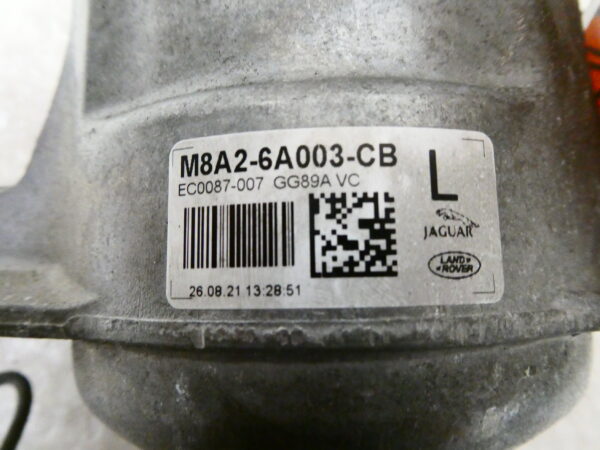 M8A2-6A003-CB
EC0087-007 GG89A VC
L
JAGUAR
LAND ROVER
26.08.21 13:28:51